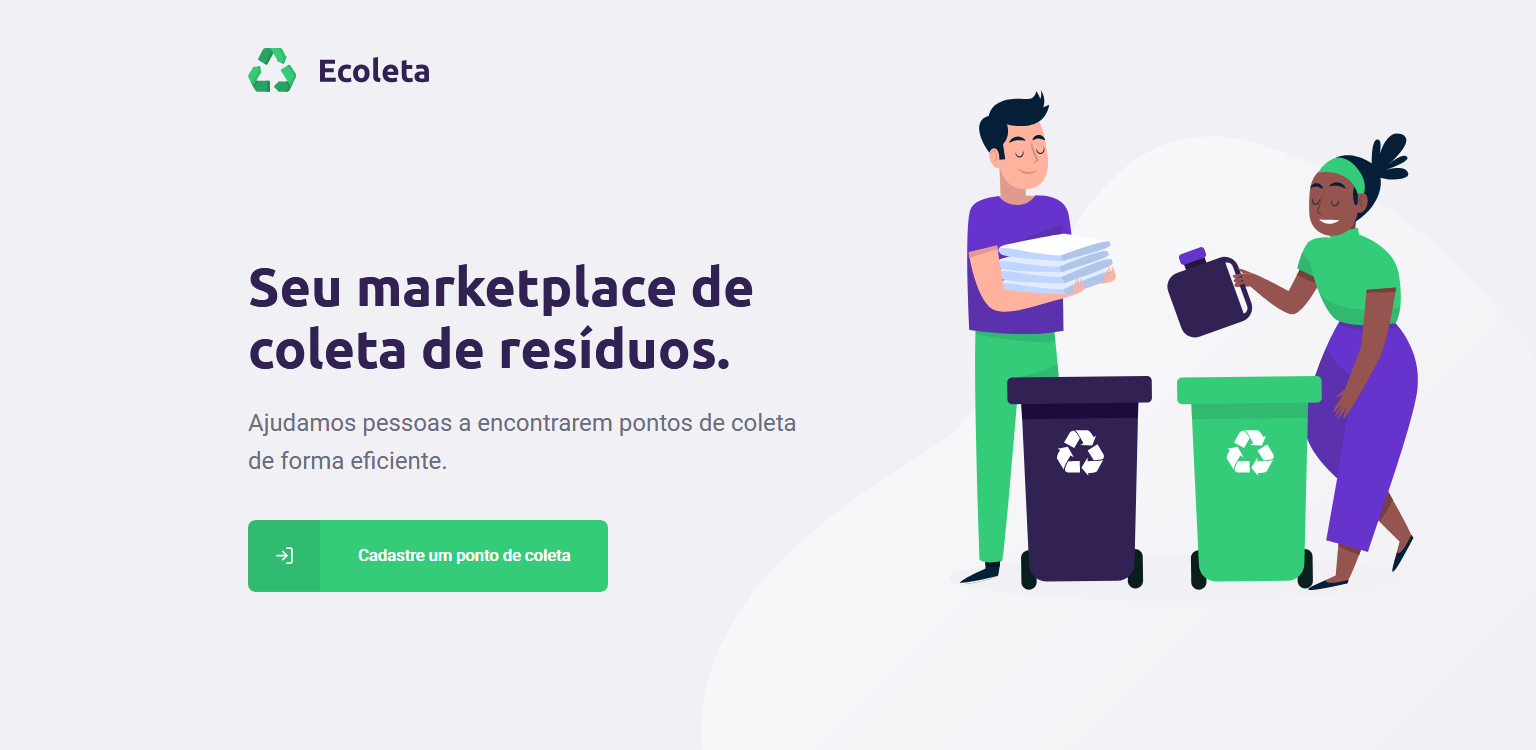 Ecoleta
Seu marketplace de
coleta de resíduos.
Ajudamos pessoas a encontrarem pontos de coleta
de forma eficiente.
Cadastre um ponto de coleta